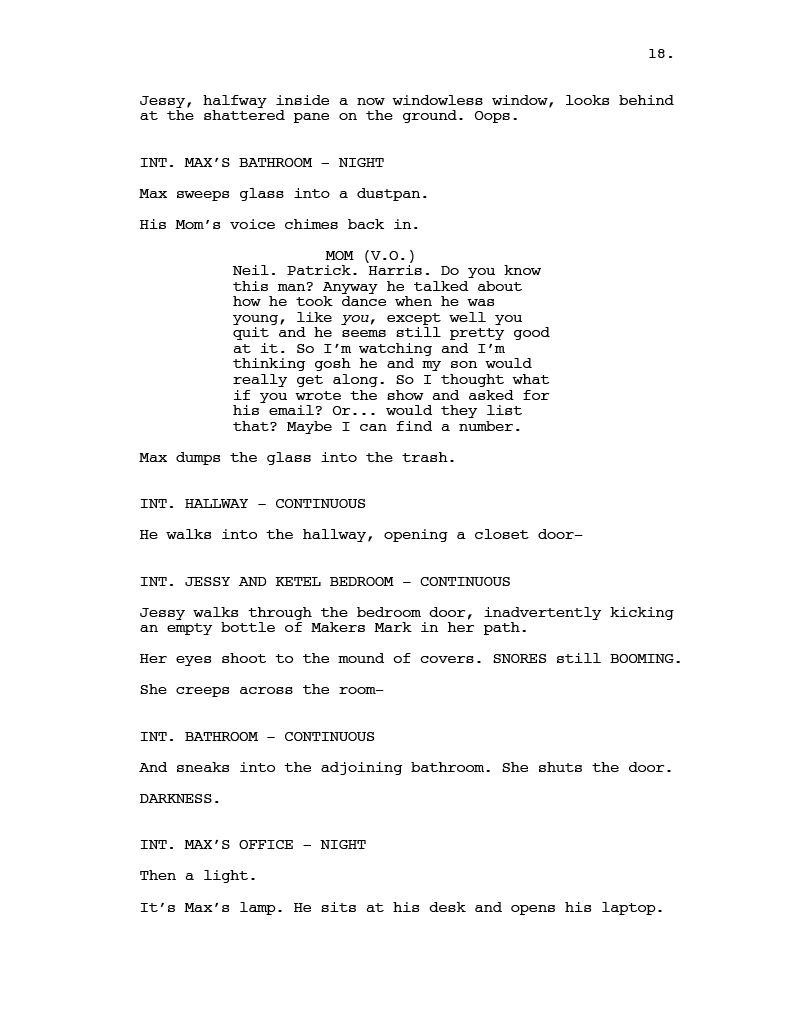 18.
Jessy, halfway inside a now windowless window, looks behind
at the shattered pane on the ground. Oops.
INT. MAX’S BATHROOM – NIGHT
Max sweeps glass into a dustpan.
His Mom’s voice chimes back in.
MOM (V.O.)
Neil. Patrick. Harris. Do you know
this man? Anyway he talked about
how he took dance when he was
young, like you, except well you
quit and he seems still pretty good
at it. So I’m watching and I’m
thinking gosh he and my son would
really get along. So I thought what
if you wrote the show and asked for
his email? Or... would they list
that? Maybe I can find a number.
Max dumps the glass into the trash.
INT. HALLWAY – CONTINUOUS
He walks into the hallway, opening a closet door–
INT. JESSY AND KETEL BEDROOM – CONTINUOUS
Jessy walks through the bedroom door, inadvertently kicking
an empty bottle of Makers Mark in her path.
Her eyes shoot to the mound of covers. SNORES still BOOMING.
She creeps across the room–
INT. BATHROOM – CONTINUOUS
And sneaks into the adjoining bathroom. She shuts the door.
DARKNESS.
INT. MAX’S OFFICE – NIGHT
Then a light.
It’s Max’s lamp. He sits at his desk and opens his laptop.